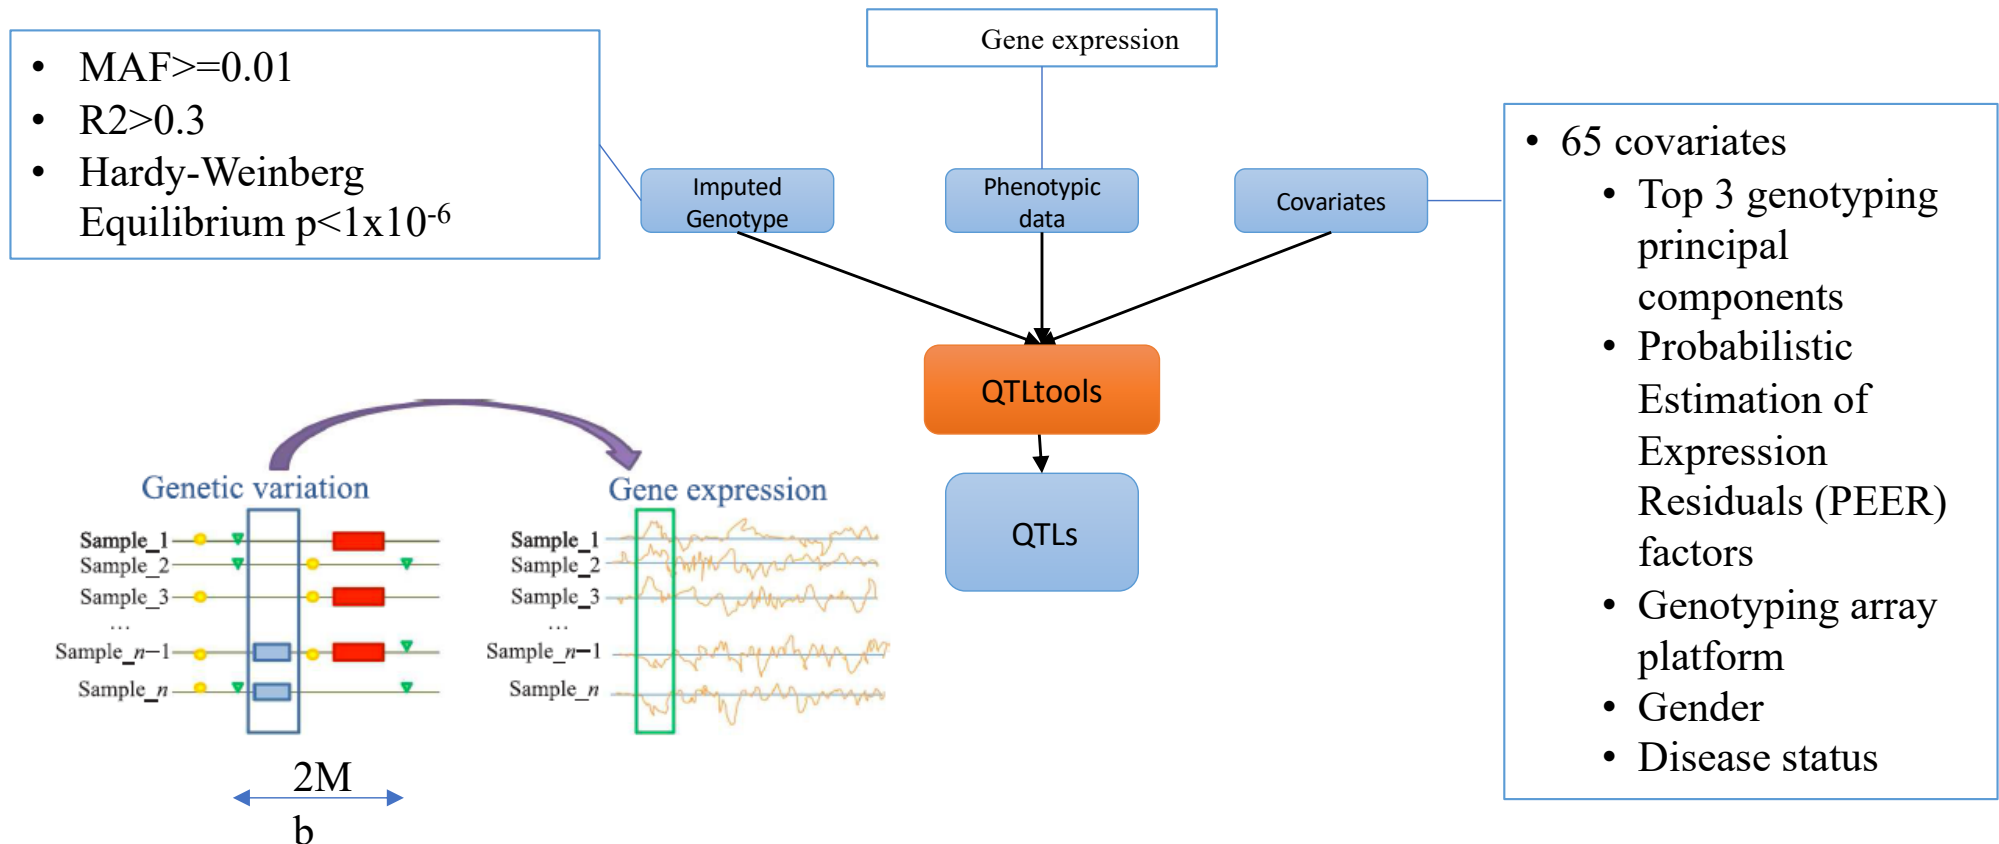 Gene expression
• MAF>=0.01
• R2>0.3
• Hardy-Weinberg
Equilibrium p<1x10⁻⁶
Imputed
Genotype
Phenotypic
data
Covariates
• 65 covariates
• Top 3 genotyping
principal
components
• Probabilistic
Estimation of
Expression
Residuals (PEER)
factors
• Genotyping array
platform
• Gender
• Disease status
QTLtools
QTLs
Genetic variation
Sample_1
Sample_2
Sample_3
...
Sample_n−1
Sample_n
2M
b
Gene expression
Sample_1
Sample_2
Sample_3
...
Sample_n−1
Sample_n